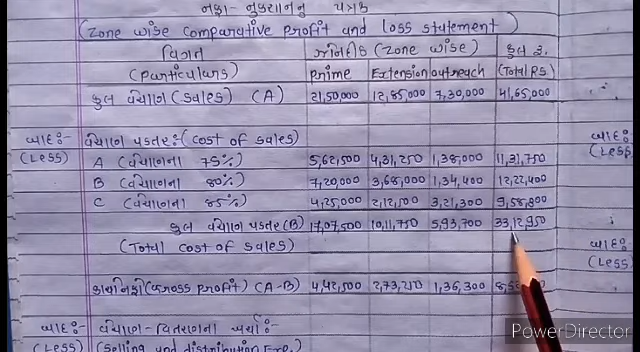 નફા-નુકસાનનું પત્રક
(Zone wise comparative profit and loss statement)
વિગત ઝોનદીઠ (Zone wise) કુલ રૂ.
(Particulars) Prime Extension outreach (Total Rs)
કુલ વેચાણ (Sales) (A) 21,50,000 12,85,000 7,30,000 41,65,000
બાદ:- વેચાણ પડતર: (Cost of sales) બાદ:-
(Less) A (વેચાણના 75%) 5,62,500 4,31,250 1,38,000 11,31,750 (Less
B (વેચાણના 80%) 7,20,000 3,68,000 1,34,400 12,22,400
C (વેચાણના 85%) 4,25,000 2,12,500 3,21,300 9,58,800
કુલ વેચાણ પડતર (B) 17,07,500 10,11,750 5,93,700 33,12,950
(Total cost of sales) બાદ:-
(Less)
કાચોનફો (Gross profit) (A-B) 4,42,500 2,73,250 1,36,300
બાદ:- વેચાણ-વિતરણના ખર્ચા:
(Less) (Selling and distribution Exp.)
PowerDirector